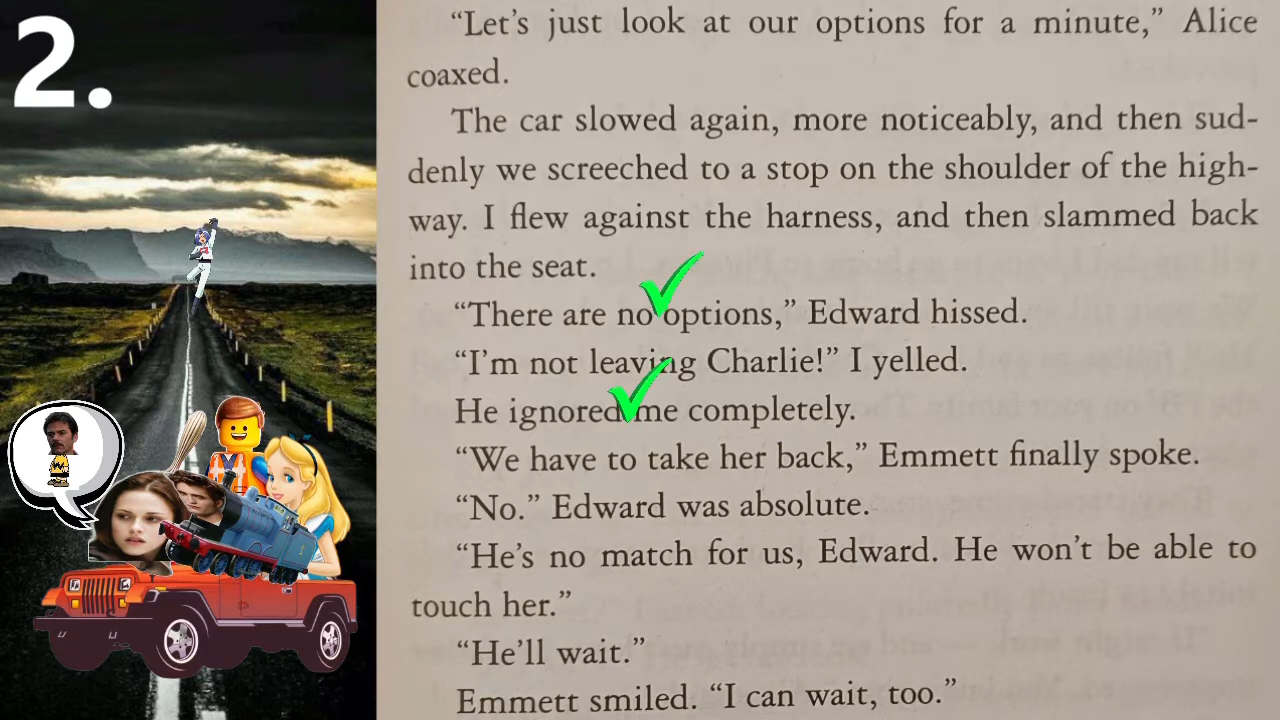 2.
“Let’s just look at our options for a minute,” Alice
coaxed.
The car slowed again, more noticeably, and then sud-
denly we screeched to a stop on the shoulder of the high-
way. I flew against the harness, and then slammed back
into the seat.
“There are no options,” Edward hissed.
“I’m not leaving Charlie!” I yelled.
He ignored me completely.
“We have to take her back,” Emmett finally spoke.
“No.” Edward was absolute.
“He’s no match for us, Edward. He won’t be able to
touch her.”
“He’ll wait.”
Emmett smiled. “I can wait, too.”